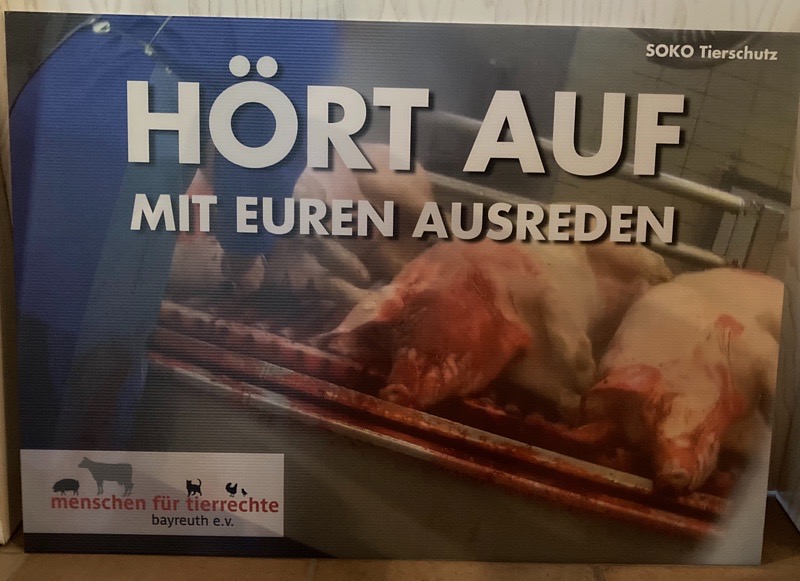 SOKO Tierschutz
HÖRT AUF
MIT EUREN AUSREDEN
menschen für tierrechte
bayreuth e.v.